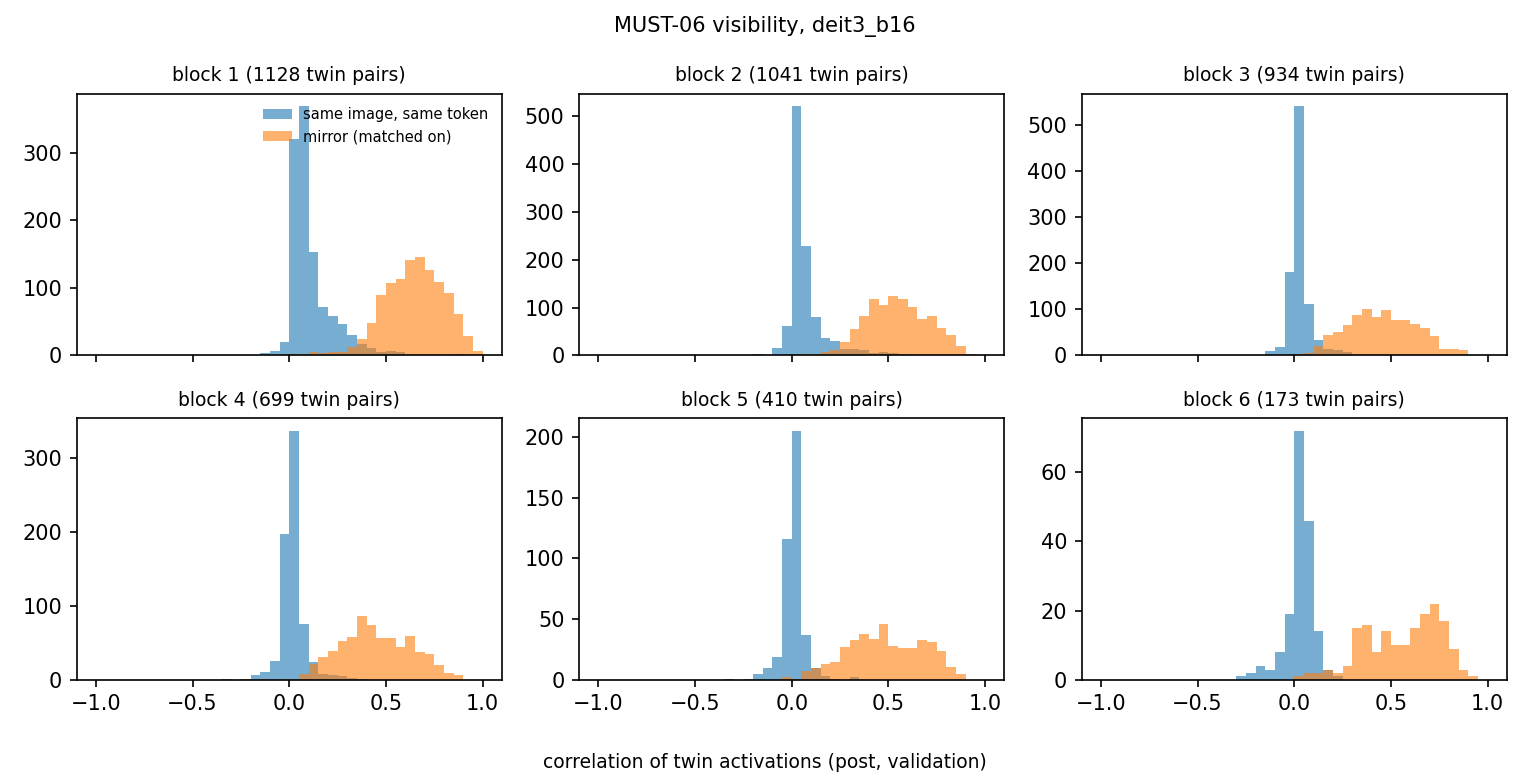 MUST-06 visibility, deit3_b16
block 1 (1128 twin pairs)
block 2 (1041 twin pairs)
block 3 (934 twin pairs)
same image, same token
mirror (matched on)
300
200
100
0
500
400
300
200
100
0
500
400
300
200
100
0
block 4 (699 twin pairs)
block 5 (410 twin pairs)
block 6 (173 twin pairs)
300
200
100
0
−1.0 −0.5 0.0 0.5 1.0
200
150
100
50
0
−1.0 −0.5 0.0 0.5 1.0
60
40
20
0
−1.0 −0.5 0.0 0.5 1.0
correlation of twin activations (post, validation)